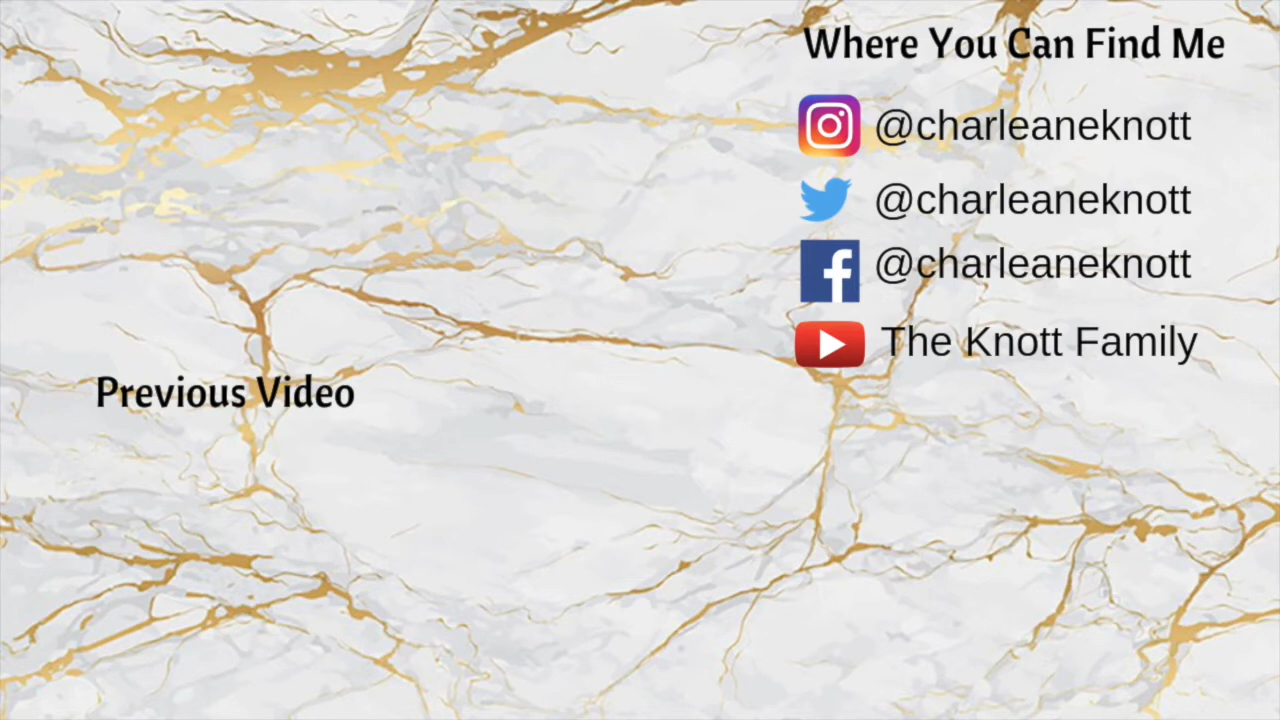 Where You Can Find Me
@charleaneknott
@charleaneknott
@charleaneknott
The Knott Family
Previous Video